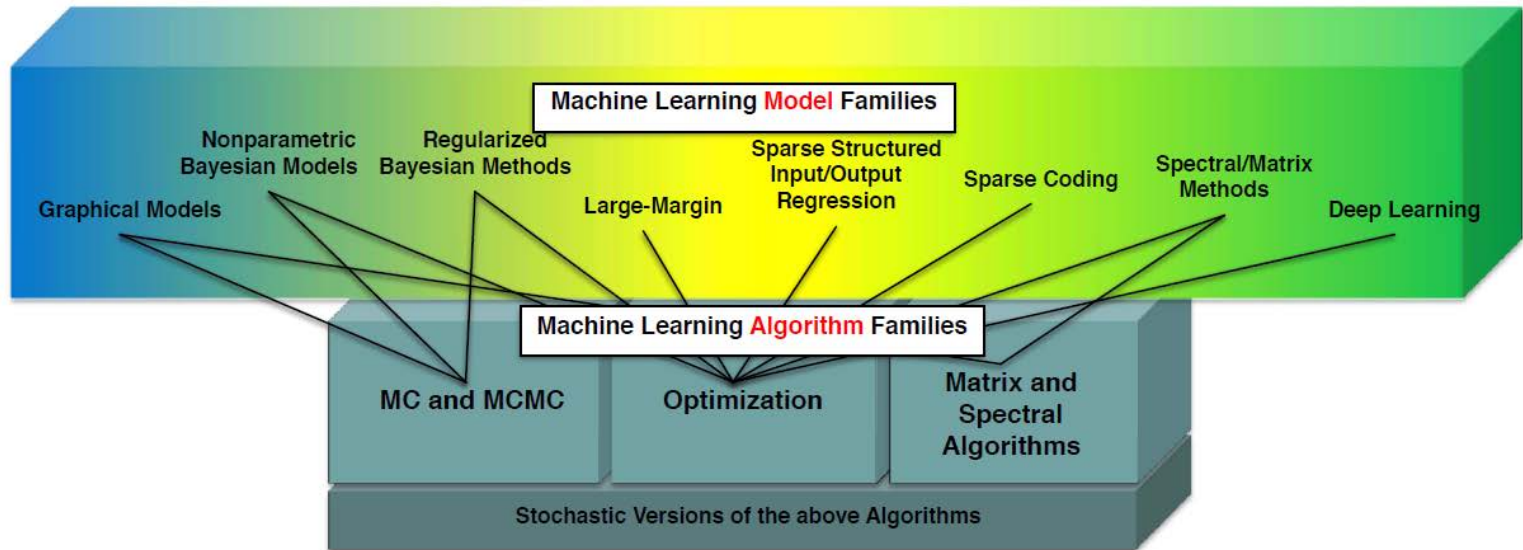 Machine Learning Model Families
Nonparametric
Bayesian Models
Regularized
Bayesian Methods
Sparse Structured
Input/Output
Regression
Sparse Coding
Spectral/Matrix
Methods
Graphical Models
Large-Margin
Deep Learning
Machine Learning Algorithm Families
MC and MCMC
Optimization
Matrix and
Spectral
Algorithms
Stochastic Versions of the above Algorithms